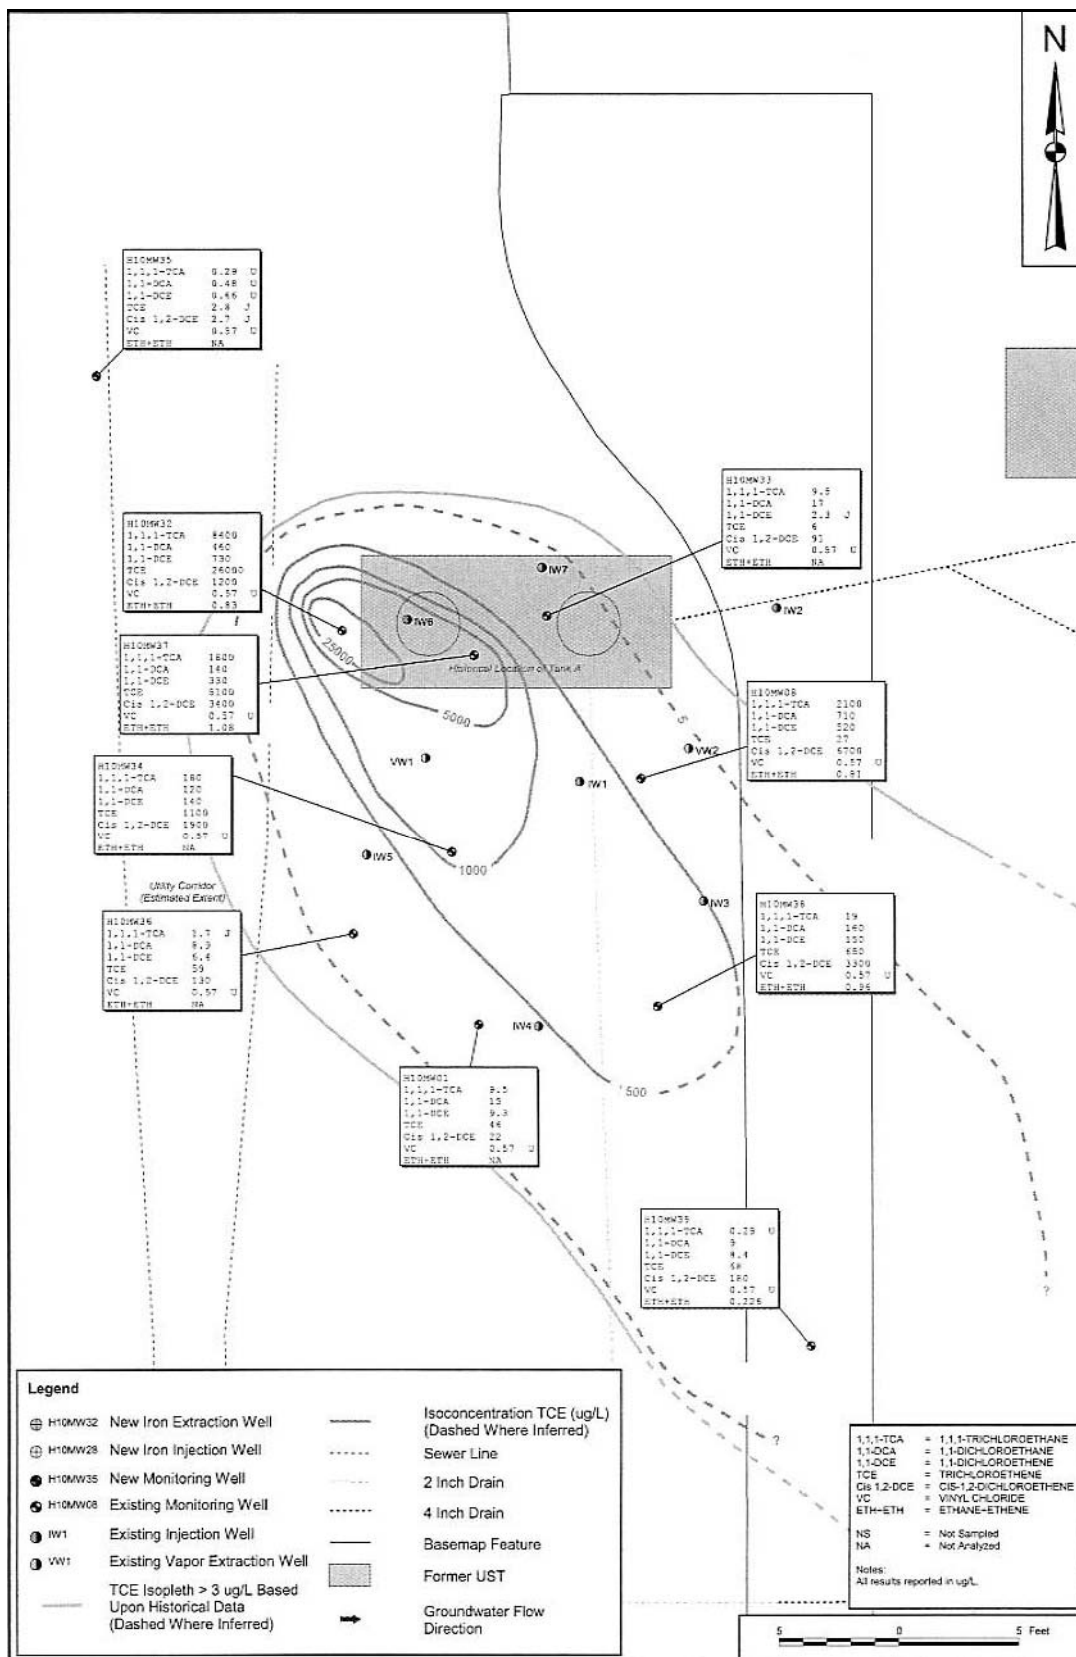 N
H10MW35
1,1,1-TCA 0.29 U
1,1-DCA 0.48 U
1,1-DCE 0.66 U
TCE 2.8 J
Cis 1,2-DCE 2.7 J
VC 0.57 U
ETH+ETH NA
H10MW33
1,1,1-TCA 9.5
1,1-DCA 17
1,1-DCE 2.3 J
TCE 6
Cis 1,2-DCE 91
VC 0.57 U
ETH+ETH NA
H10MW32
1,1,1-TCA 8400
1,1-DCA 460
1,1-DCE 730
TCE 26000
Cis 1,2-DCE 1200
VC 0.57 U
ETH+ETH 0.83
IW7
IW6
IW2
25000
Historical Location of Tank A
H10MW37
1,1,1-TCA 1600
1,1-DCA 140
1,1-DCE 330
TCE 5100
Cis 1,2-DCE 3400
VC 0.57 U
ETH+ETH 1.08
5000
5
H10MW08
1,1,1-TCA 2100
1,1-DCA 710
1,1-DCE 520
TCE 27
Cis 1,2-DCE 6700
VC 0.57 U
ETH+ETH 0.81
VW2
VW1
IW1
H10MW34
1,1,1-TCA 160
1,1-DCA 120
1,1-DCE 140
TCE 1100
Cis 1,2-DCE 1900
VC 0.57 U
ETH+ETH NA
IW5
1000
Utility Corridor
(Estimated Extent)
IW3
H10MW36
1,1,1-TCA 1.7 J
1,1-DCA 8.3
1,1-DCE 6.4
TCE 59
Cis 1,2-DCE 130
VC 0.57 U
ETH+ETH NA
H10MW38
1,1,1-TCA 19
1,1-DCA 160
1,1-DCE 150
TCE 680
Cis 1,2-DCE 3300
VC 0.57 U
ETH+ETH 0.96
IW4
500
H10MW01
1,1,1-TCA 9.5
1,1-DCA 15
1,1-DCE 9.3
TCE 46
Cis 1,2-DCE 22
VC 0.57 U
ETH+ETH NA
H10MW39
1,1,1-TCA 0.29 U
1,1-DCA 9
1,1-DCE 8.4
TCE 68
Cis 1,2-DCE 180
VC 0.57 U
ETH+ETH 0.226
?
?
Legend
H10MW32 New Iron Extraction Well
H10MW28 New Iron Injection Well
H10MW35 New Monitoring Well
H10MW08 Existing Monitoring Well
IW1 Existing Injection Well
VW1 Existing Vapor Extraction Well
TCE Isopleth > 3 ug/L Based
Upon Historical Data
(Dashed Where Inferred)
Isoconcentration TCE (ug/L)
(Dashed Where Inferred)
Sewer Line
2 Inch Drain
4 Inch Drain
Basemap Feature
Former UST
Groundwater Flow
Direction
1,1,1-TCA = 1,1,1-TRICHLOROETHANE
1,1-DCA = 1,1-DICHLOROETHANE
1,1-DCE = 1,1-DICHLOROETHENE
TCE = TRICHLOROETHENE
Cis 1,2-DCE = CIS-1,2-DICHLOROETHENE
VC = VINYL CHLORIDE
ETH+ETH = ETHANE+ETHENE
NS = Not Sampled
NA = Not Analyzed
Notes:
All results reported in ug/L.
5 0 5 Feet